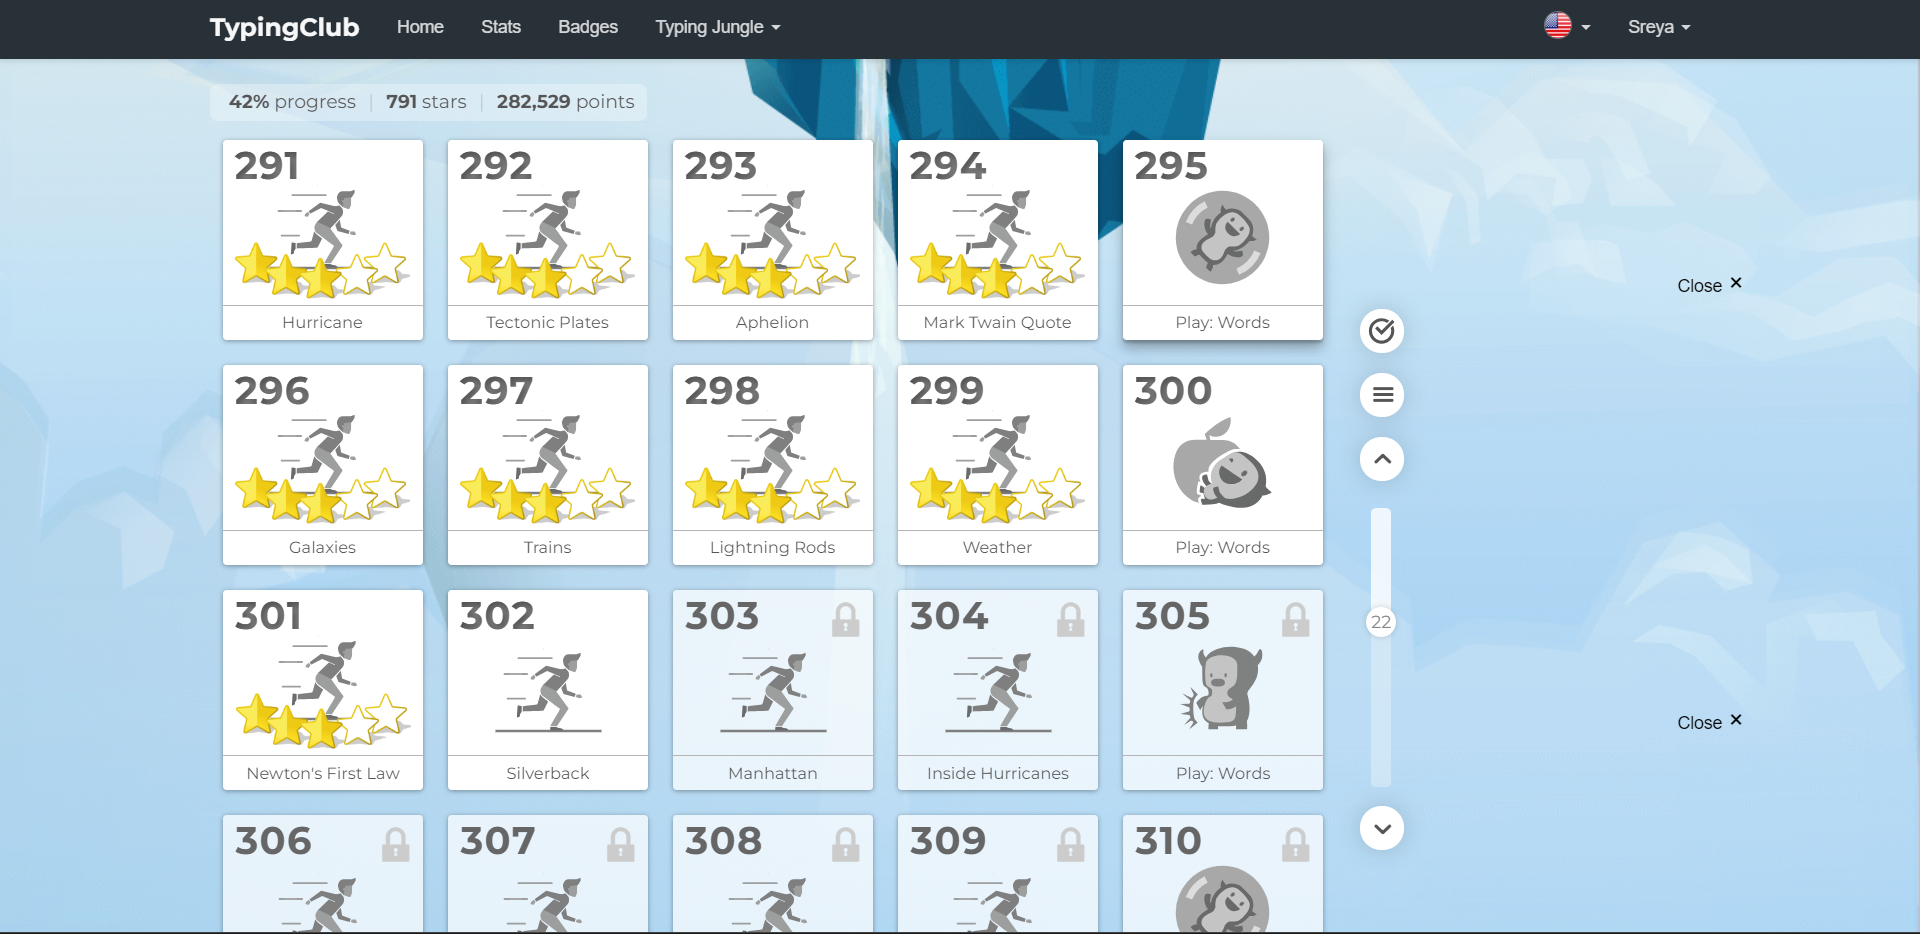 TypingClub Home Stats Badges Typing Jungle Sreya
42% progress 791 stars 282,529 points
291 292 293 294 295
Hurricane Tectonic Plates Aphelion Mark Twain Quote Play: Words
Close ×
296 297 298 299 300
Galaxies Trains Lightning Rods Weather Play: Words
301 302 303 304 305
22
Close ×
Newton's First Law Silverback Manhattan Inside Hurricanes Play: Words
306 307 308 309 310